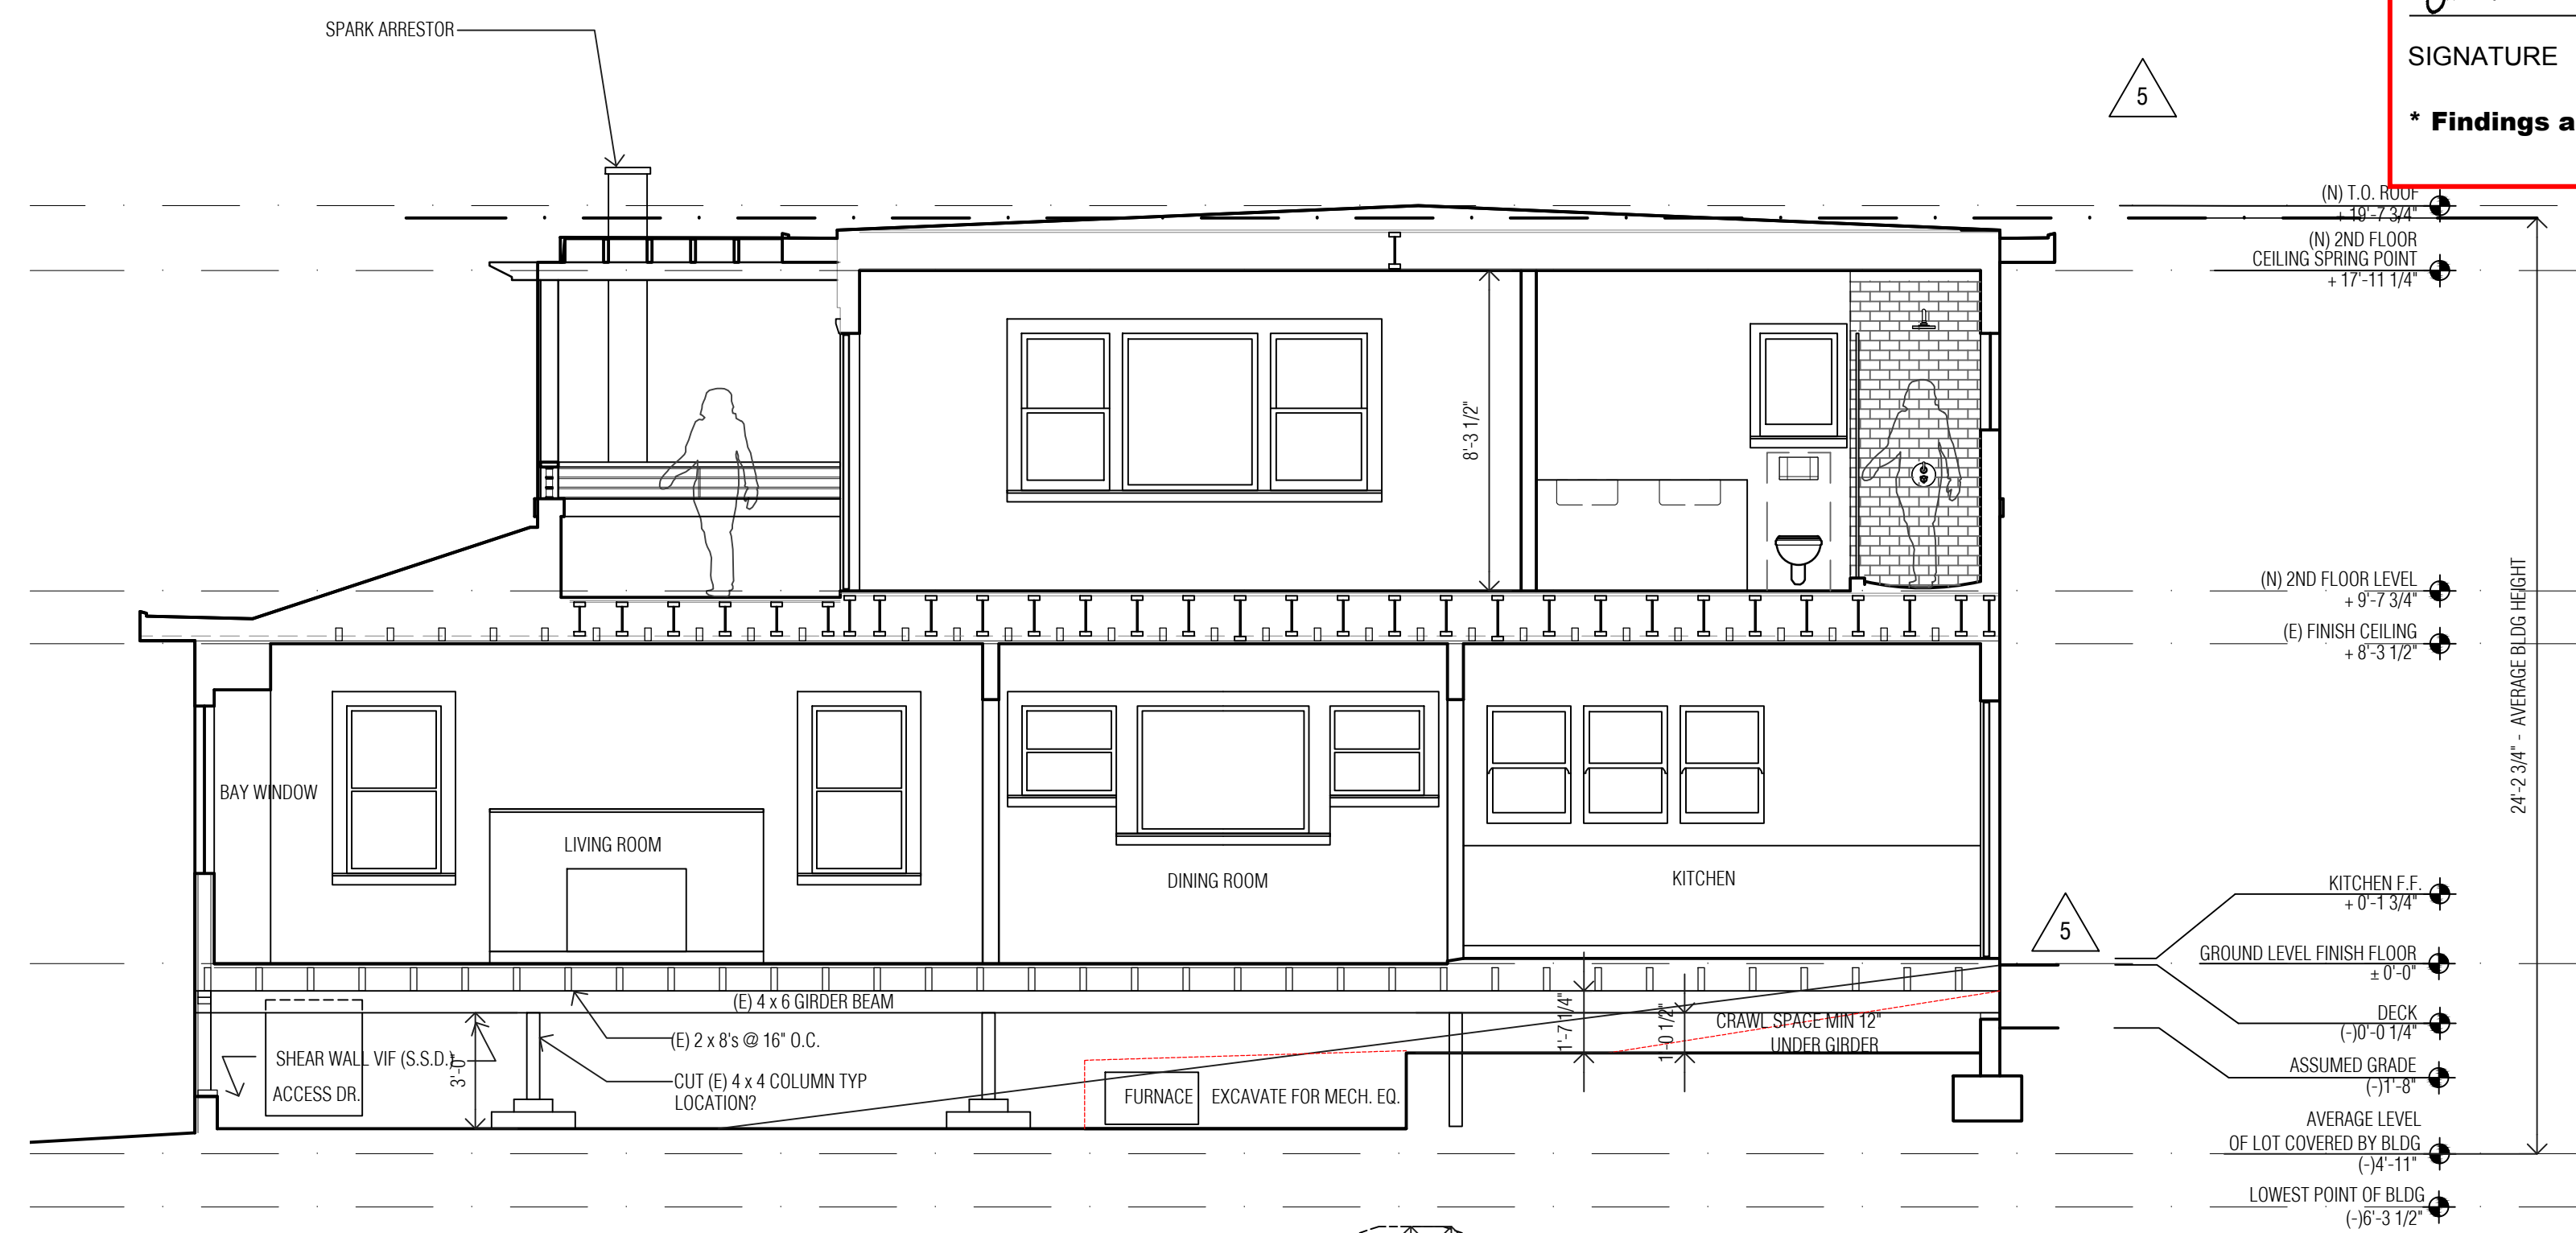 SPARK ARRESTOR
SIGNATURE
* Findings a
5
(N) T.O. ROOF
+ 19'-7 3/4"
(N) 2ND FLOOR
CEILING SPRING POINT
+ 17'-11 1/4"
8'-3 1/2"
(N) 2ND FLOOR LEVEL
+ 9'-7 3/4"
(E) FINISH CEILING
+ 8'-3 1/2"
24'-2 3/4" - AVERAGE BLDG HEIGHT
BAY WINDOW
LIVING ROOM
DINING ROOM
KITCHEN
KITCHEN F.F.
+ 0'-1 3/4"
5
GROUND LEVEL FINISH FLOOR
± 0'-0"
(E) 4 x 6 GIRDER BEAM
(E) 2 x 8's @ 16" O.C.
SHEAR WALL VIF (S.S.D.)
3'-0"
ACCESS DR.
CUT (E) 4 x 4 COLUMN TYP
LOCATION?
FURNACE
EXCAVATE FOR MECH. EQ.
1'-7 1/4"
1'-0 1/2"
CRAWL SPACE MIN 12"
UNDER GIRDER
DECK
(-)0'-0 1/4"
ASSUMED GRADE
(-)1'-8"
AVERAGE LEVEL
OF LOT COVERED BY BLDG
(-)4'-11"
LOWEST POINT OF BLDG
(-)6'-3 1/2"